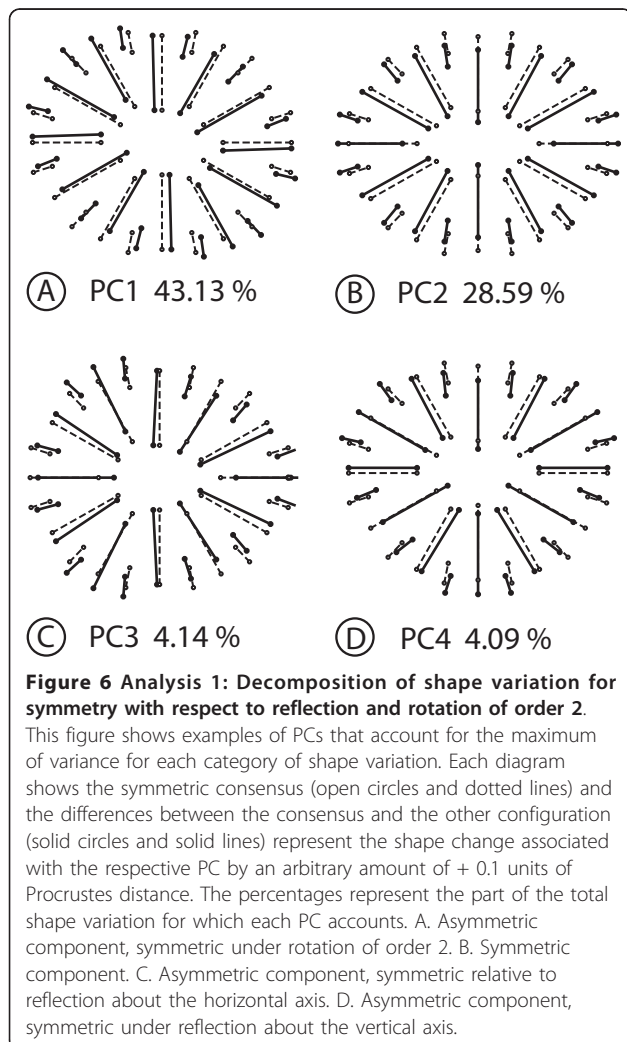 A PC1 43.13 %
B PC2 28.59 %
C PC3 4.14 %
D PC4 4.09 %
Figure 6 Analysis 1: Decomposition of shape variation for
symmetry with respect to reflection and rotation of order 2.
This figure shows examples of PCs that account for the maximum
of variance for each category of shape variation. Each diagram
shows the symmetric consensus (open circles and dotted lines) and
the differences between the consensus and the other configuration
(solid circles and solid lines) represent the shape change associated
with the respective PC by an arbitrary amount of + 0.1 units of
Procrustes distance. The percentages represent the part of the total
shape variation for which each PC accounts. A. Asymmetric
component, symmetric under rotation of order 2. B. Symmetric
component. C. Asymmetric component, symmetric relative to
reflection about the horizontal axis. D. Asymmetric component,
symmetric under reflection about the vertical axis.